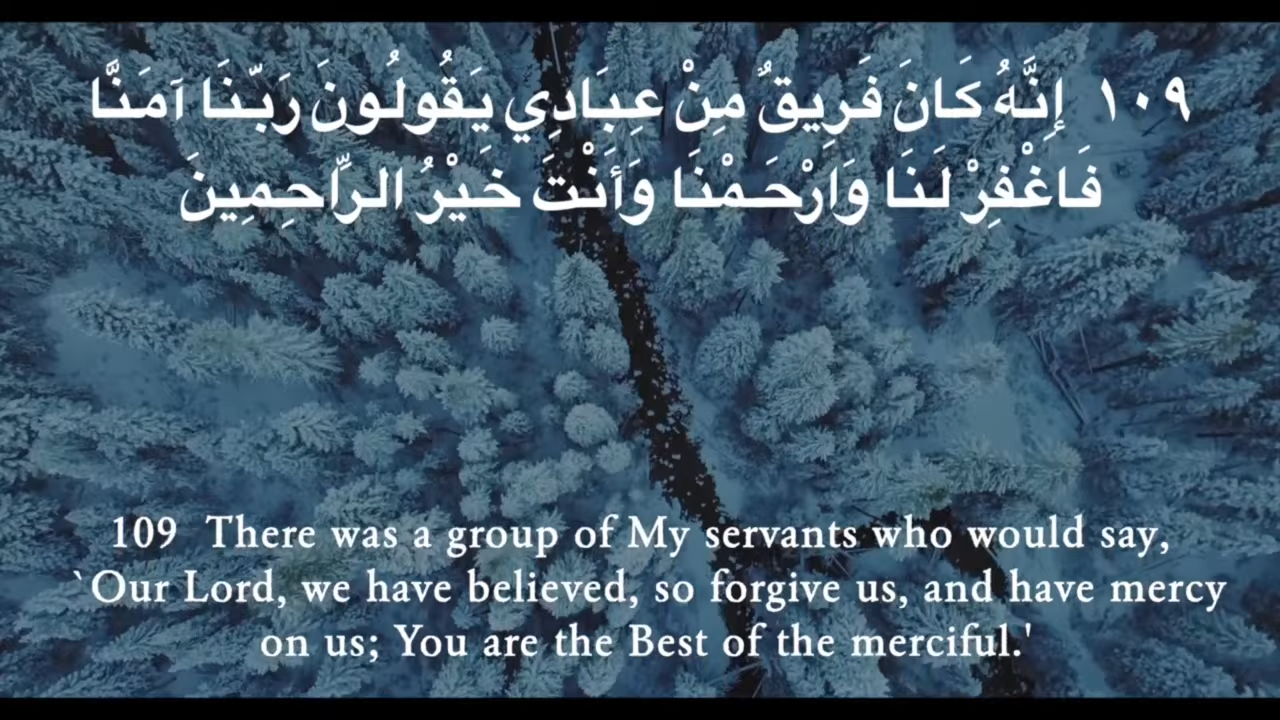 ١٠٩ إِنَّهُ كَانَ فَرِيقٌ مِنْ عِبَادِي يَقُولُونَ رَبّنَا آمَنَّا
فَاغْفِرْ لَنَا وَارْحَمْنَا وَأَنْتَ خَيْرُ الرَّاحِمِينَ
109 There was a group of My servants who would say,
`Our Lord, we have believed, so forgive us, and have mercy
on us; You are the Best of the merciful.'